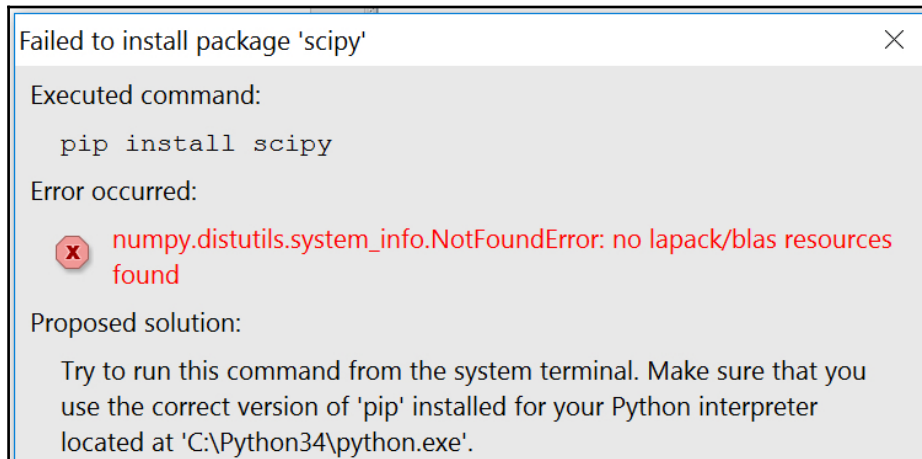 Failed to install package 'scipy'
Executed command:
pip install scipy
Error occurred:
numpy.distutils.system_info.NotFoundError: no lapack/blas resources
found
Proposed solution:
Try to run this command from the system terminal. Make sure that you
use the correct version of 'pip' installed for your Python interpreter
located at 'C:\Python34\python.exe'.